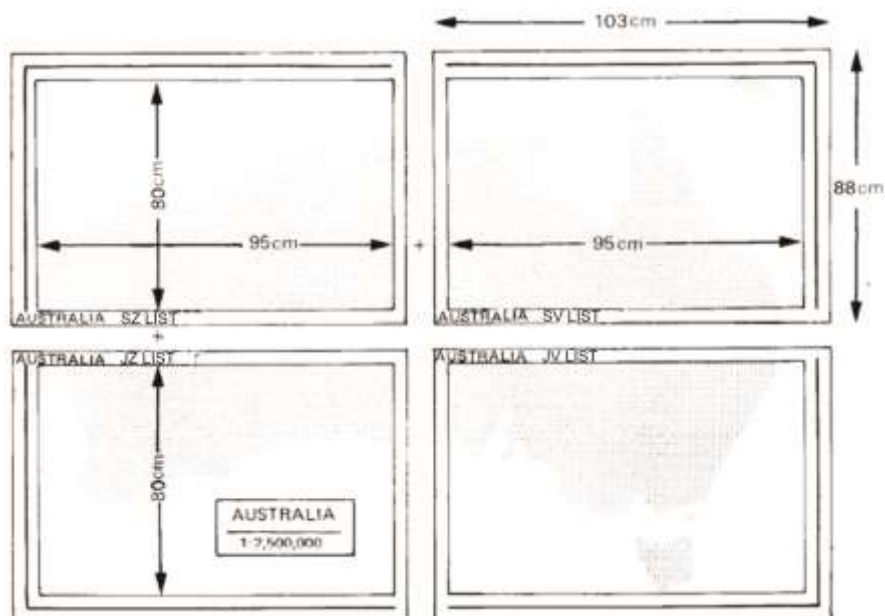 103cm
80cm
88cm
95cm
95cm
AUSTRALIA SZ LIST
AUSTRALIA SV LIST
AUSTRALIA JZ LIST
AUSTRALIA JV LIST
80cm
AUSTRALIA
1:2,500,000